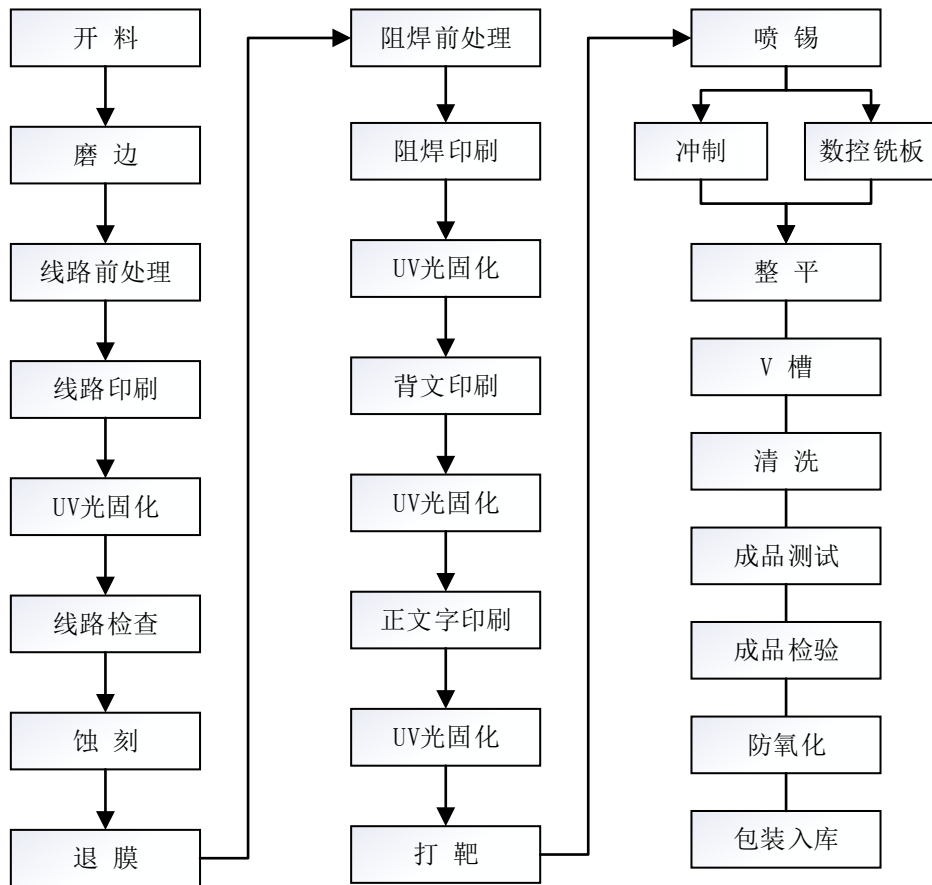 开 料
磨 边
线路前处理
线路印刷
UV光固化
线路检查
蚀 刻
退 膜
阻焊前处理
阻焊印刷
UV光固化
背文印刷
UV光固化
正文字印刷
UV光固化
打 靶
喷 锡
冲制
数控铣板
整 平
V 槽
清 洗
成品测试
成品检验
防氧化
包装入库